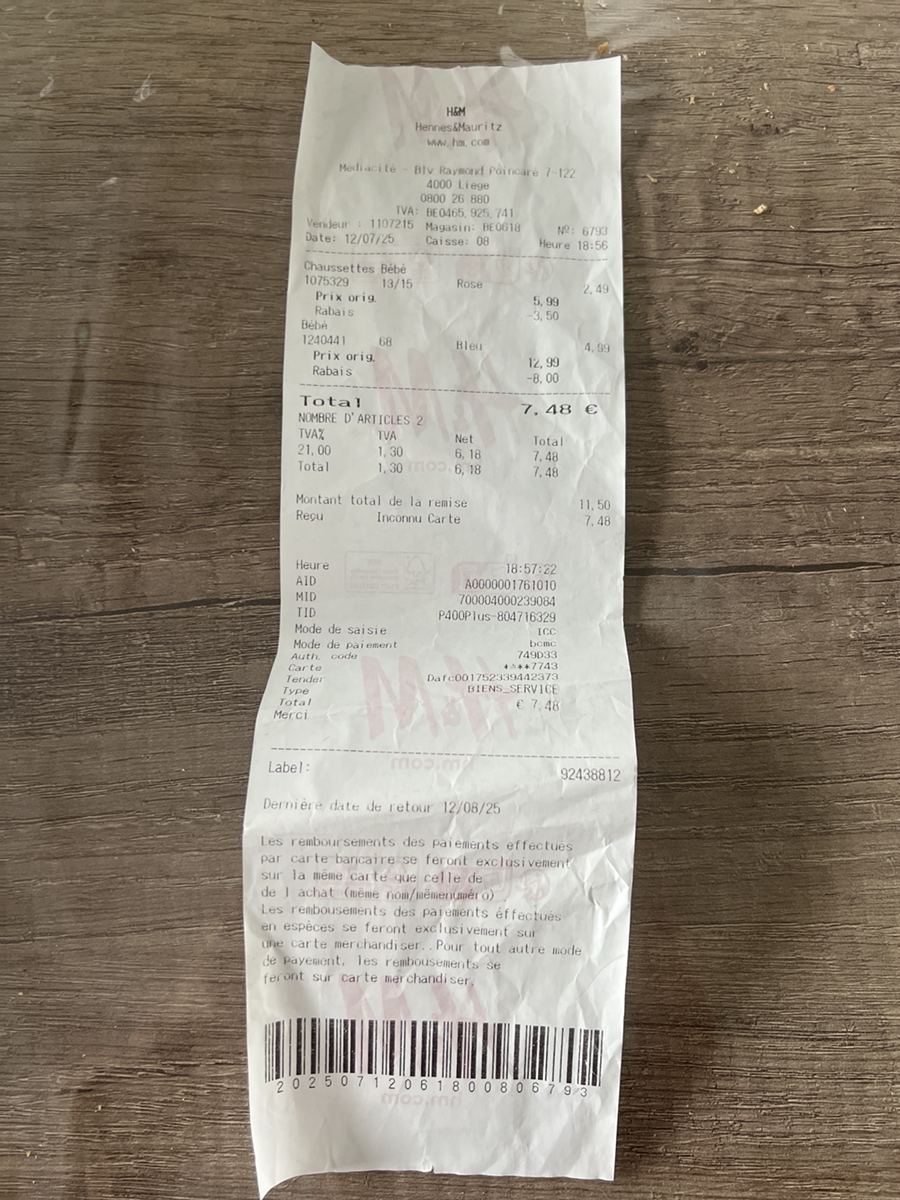 H&M
Hennes&Mauritz
www.hm.com
Médiacité - Blv Raymond Poincaré 7-122
4000 Liege
0800 26 880
TVA: BE0465.925.741
Vendeur : 1107215 Magasin: BE0618 Nº: 6793
Date: 12/07/25 Caisse: 08 Heure 18:56
Chaussettes Bébé
1075329 13/15 Rose 2,49
Prix orig. 5,99
Rabais -3,50
Bébé
1240441 68 Bleu 4,99
Prix orig. 12,99
Rabais -8,00
Total 7,48 €
NOMBRE D'ARTICLES 2
TVA% TVA Net Total
21,00 1,30 6,18 7,48
Total 1,30 6,18 7,48
Montant total de la remise 11,50
Reçu Inconnu Carte 7,48
Heure 18:57:22
AID A0000001761010
MID 700004000239084
TID P400Plus-804716329
Mode de saisie ICC
Mode de paiement bcmc
Auth. code 749D33
Carte ****7743
Tender Dafc001752339442373
Type BIENS_SERVICE
Total € 7,48
Merci
Label: 92438812
Dernière date de retour 12/08/25
Les remboursements des paiements effectués
par carte bancaire se feront exclusivement
sur la même carte que celle de
de l achat (même nom/mêmenuméro)
Les rembousements des paiements éffectués
en espèces se feront exclusivement sur
une carte merchandiser..Pour tout autre mode
de payement, les rembousements se
feront sur carte merchandiser.
20250712061800806793